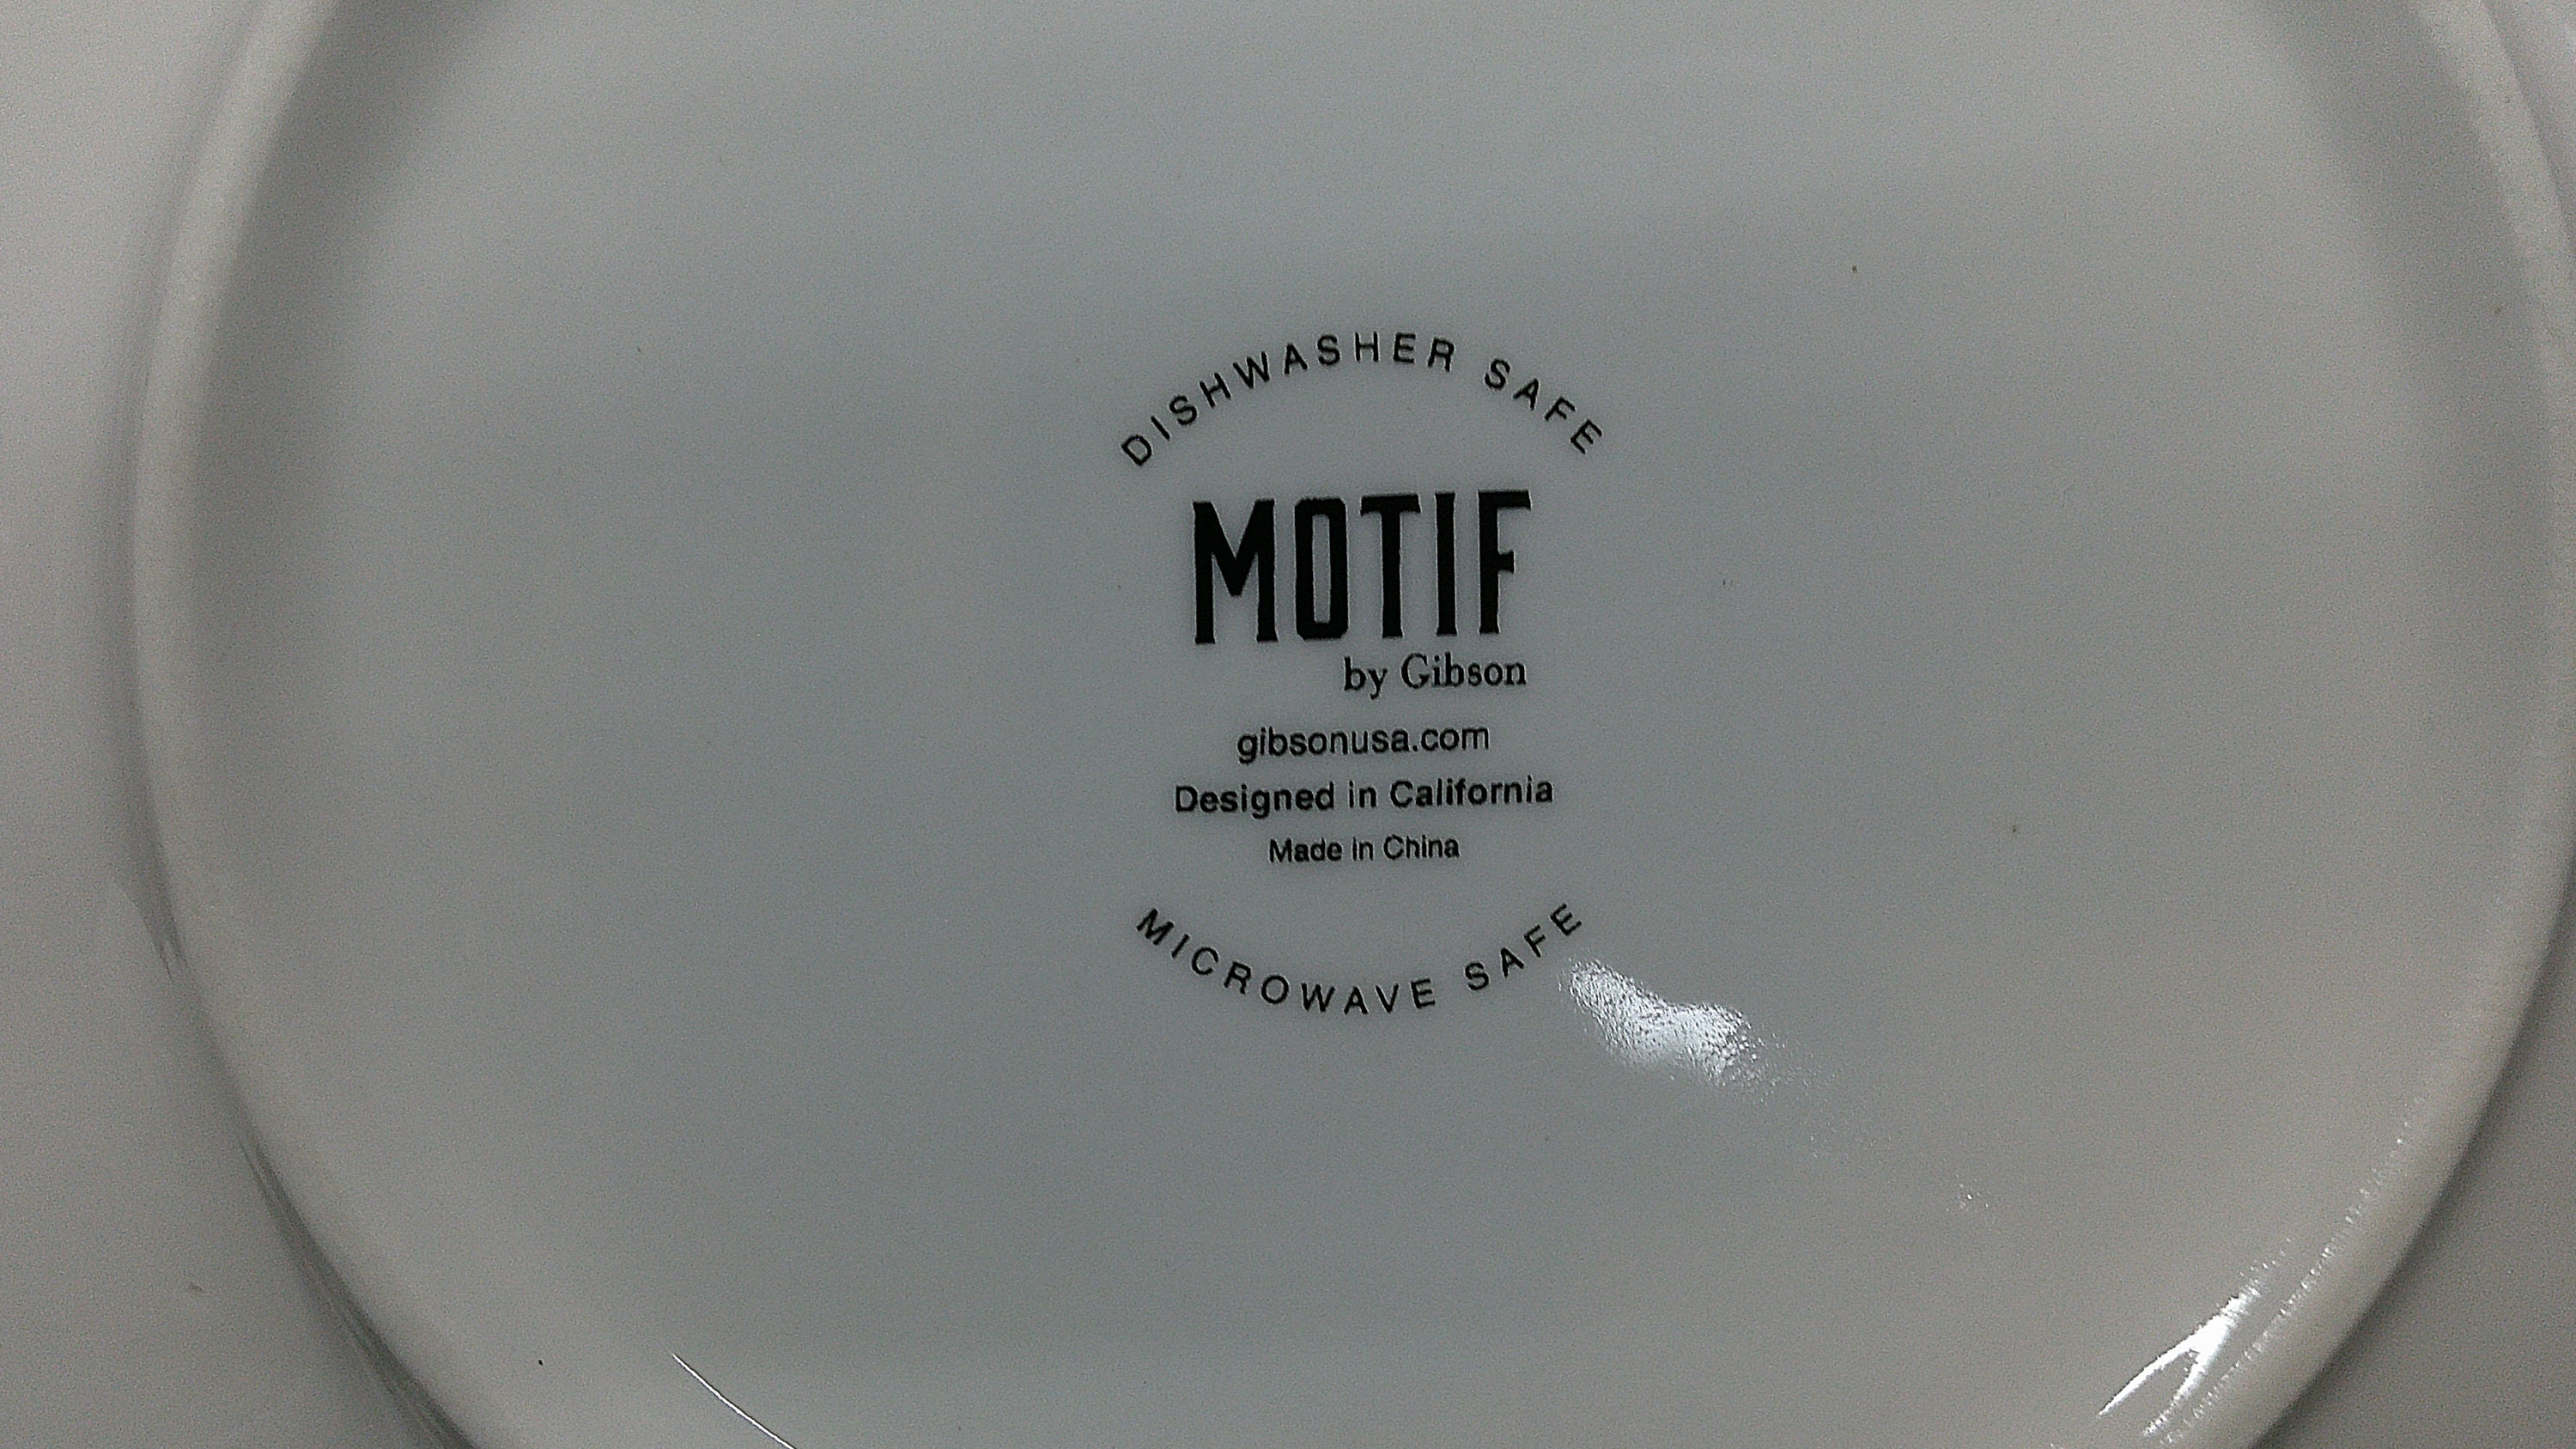 DISHWASHER SAFE
MOTIF
by Gibson
gibsonusa.com
Designed in California
Made in China
MICROWAVE SAFE